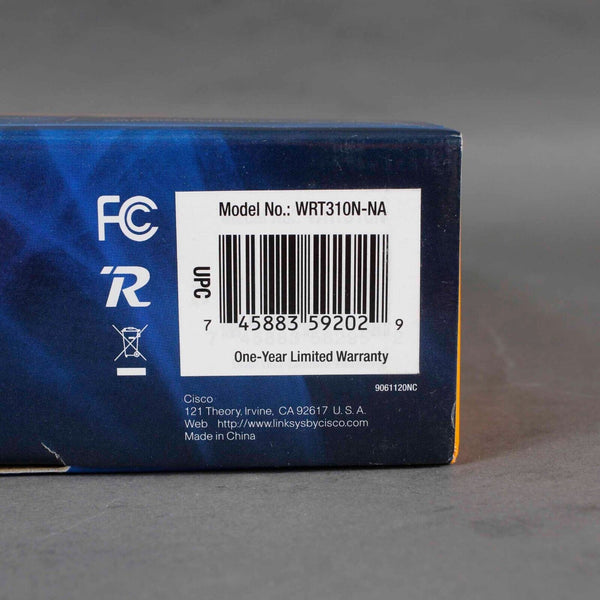 FC
R
Model No.: WRT310N-NA
UPC
7 45883 59202 9
One-Year Limited Warranty
9061120NC
Cisco
121 Theory, Irvine, CA 92617 U.S.A.
Web http://www.linksysbycisco.com
Made in China